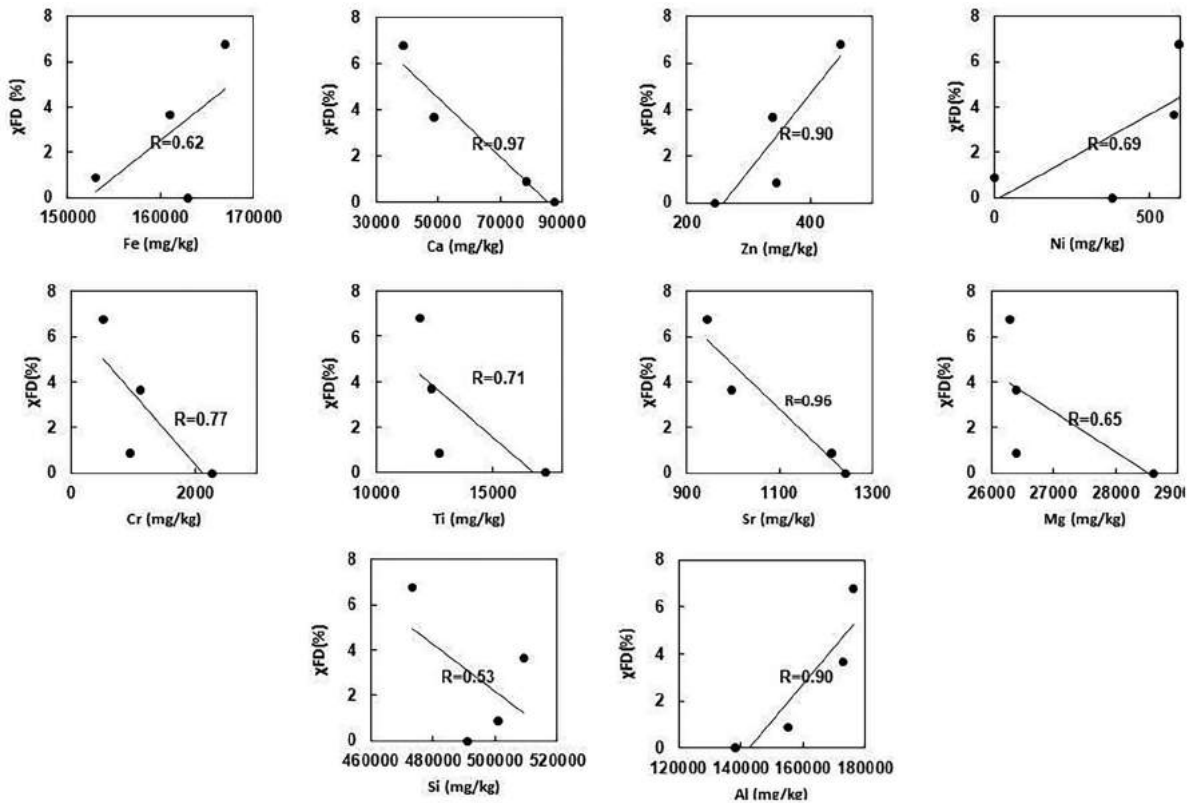 8
6
4
2
0
χFD (%)
R=0.62
150000 160000 170000
Fe (mg/kg)
8
6
4
2
0
χFD(%)
R=0.97
30000 50000 70000 90000
Ca (mg/kg)
8
6
4
2
0
χFD(%)
R=0.90
200 400
Zn (mg/kg)
8
6
4
2
0
χFD(%)
R=0.69
0 500
Ni (mg/kg)
8
6
4
2
0
χFD(%)
R=0.77
0 2000
Cr (mg/kg)
8
6
4
2
0
χFD(%)
R=0.71
10000 15000
Ti (mg/kg)
8
6
4
2
0
χFD(%)
R=0.96
900 1100 1300
Sr (mg/kg)
8
6
4
2
0
χFD(%)
R=0.65
26000 27000 28000 2900
Mg (mg/kg)
8
6
4
2
0
χFD(%)
R=0.53
460000 480000 500000 520000
Si (mg/kg)
8
6
4
2
0
χFD(%)
R=0.90
120000 140000 160000 180000
Al (mg/kg)